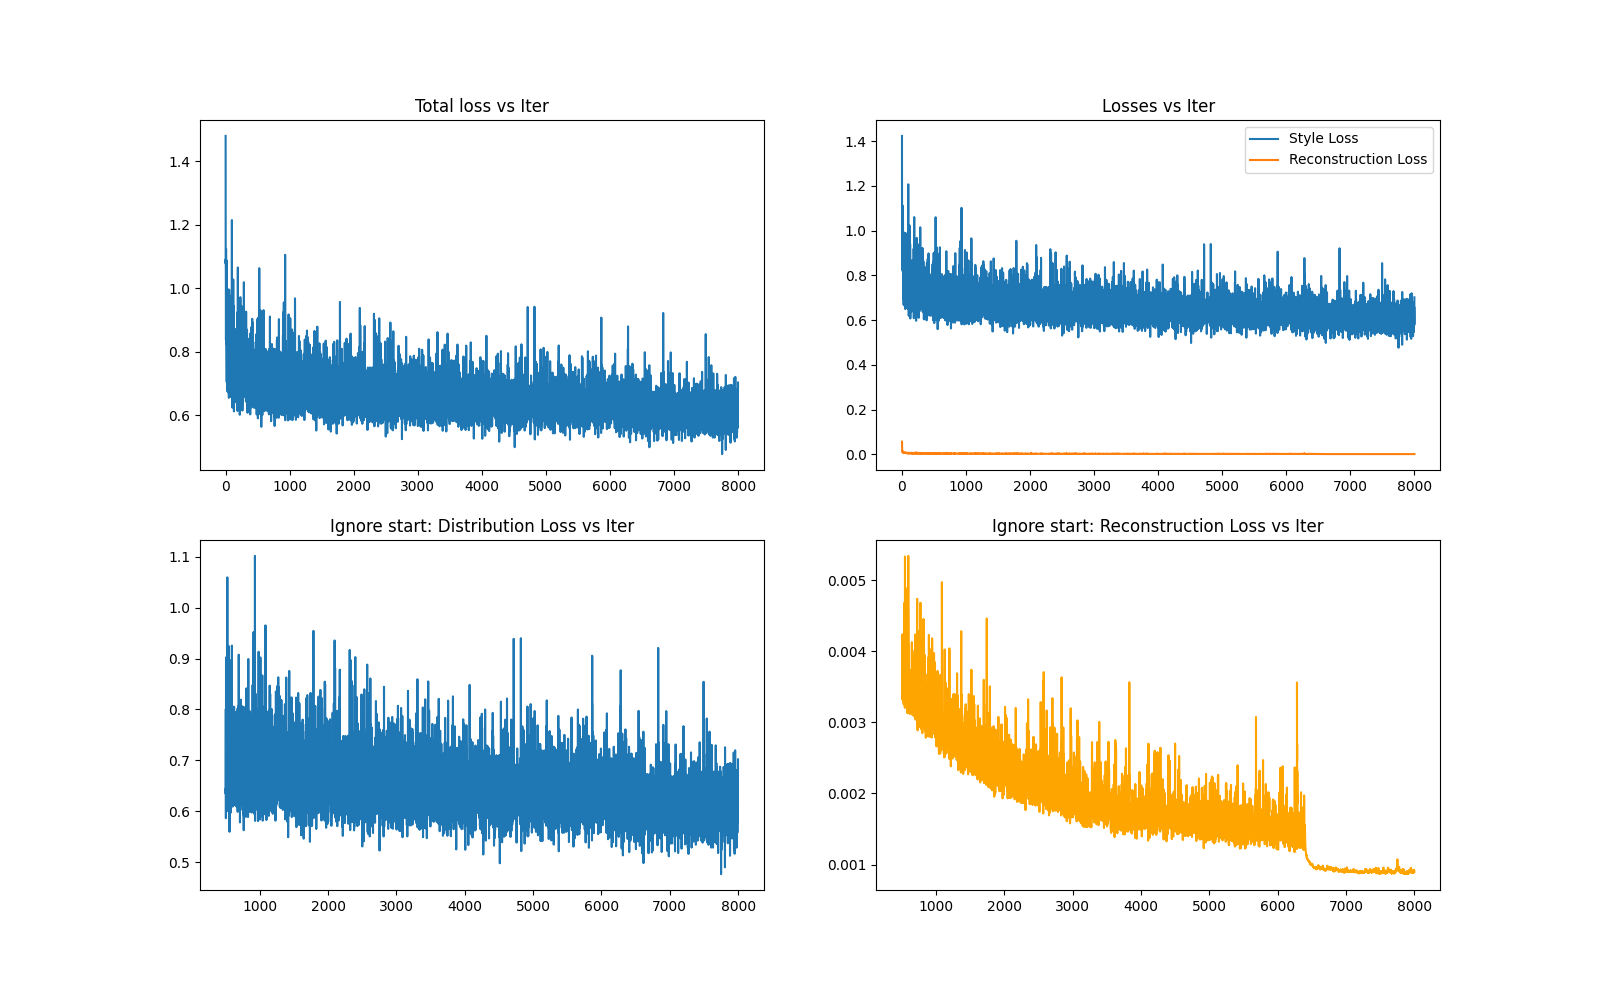 Total loss vs Iter
1.4
1.2
1.0
0.8
0.6
0 1000 2000 3000 4000 5000 6000 7000 8000
Losses vs Iter
Style Loss
Reconstruction Loss
1.4
1.2
1.0
0.8
0.6
0.4
0.2
0.0
0 1000 2000 3000 4000 5000 6000 7000 8000
Ignore start: Distribution Loss vs Iter
1.1
1.0
0.9
0.8
0.7
0.6
0.5
1000 2000 3000 4000 5000 6000 7000 8000
Ignore start: Reconstruction Loss vs Iter
0.005
0.004
0.003
0.002
0.001
1000 2000 3000 4000 5000 6000 7000 8000